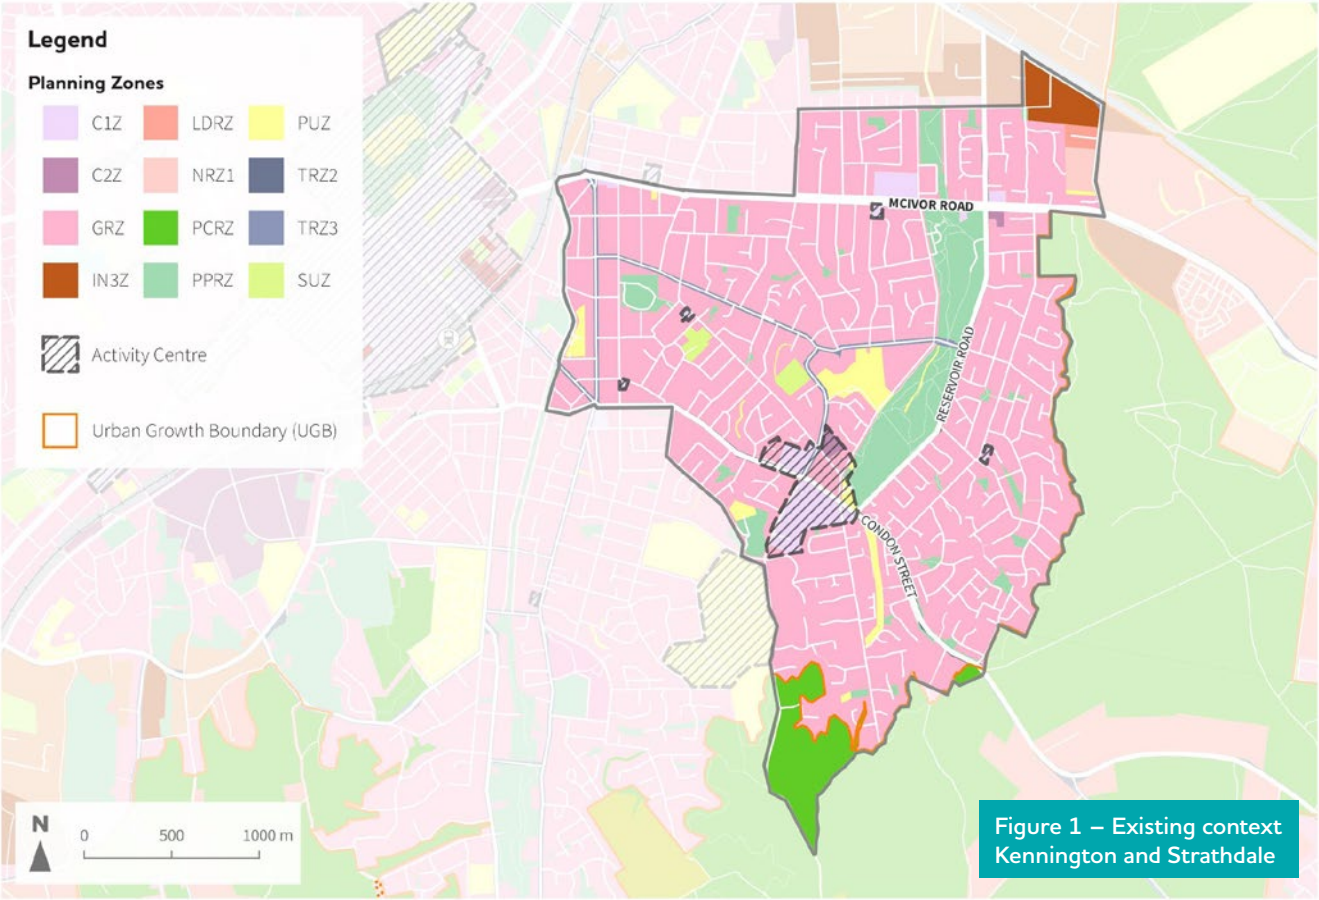 Legend
Planning Zones
C1Z LDRZ PUZ
C2Z NRZ1 TRZ2
GRZ PCRZ TRZ3
IN3Z PPRZ SUZ
Activity Centre
Urban Growth Boundary (UGB)
MCIVOR ROAD
RESERVOIR ROAD
CONDON STREET
N
0 500 1000 m
Figure 1 – Existing context
Kennington and Strathdale